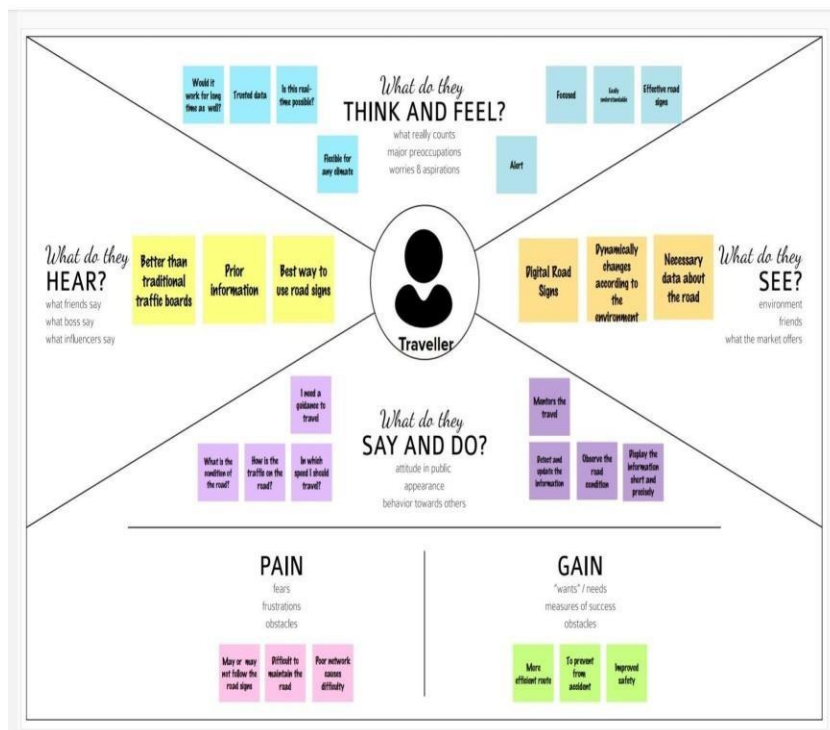 What do they
THINK AND FEEL?
what really counts
major preoccupations
worries & aspirations
Would it
work for long
time as well?
Trusted data
Is this real-
time possible?
Flexible for
any climate
Focused
Easily
understandable
Effective road
signs
Alert
What do they
HEAR?
what friends say
what boss say
what influencers say
Better than
traditional
traffic boards
Prior
information
Best way to
use road signs
Traveller
Digital Road
Signs
Dynamically
changes
according to
the
environment
Necessary
data about
the road
What do they
SEE?
environment
friends
what the market offers
I need a
guidance to
travel
What is the
condition of
the road?
How is the
traffic on the
road?
In which
speed I should
travel?
What do they
SAY AND DO?
attitude in public
appearance
behavior towards others
Monitors the
travel
Detect and
update the
information
Observe the
road
condition
Display the
information
short and
precisely
PAIN
fears
frustrations
obstacles
May or may
not follow the
road signs
Difficult to
maintain the
road
Poor network
causes
difficulty
GAIN
"wants" / needs
measures of success
obstacles
More
efficient route
To prevent
from
accident
Improved
safety